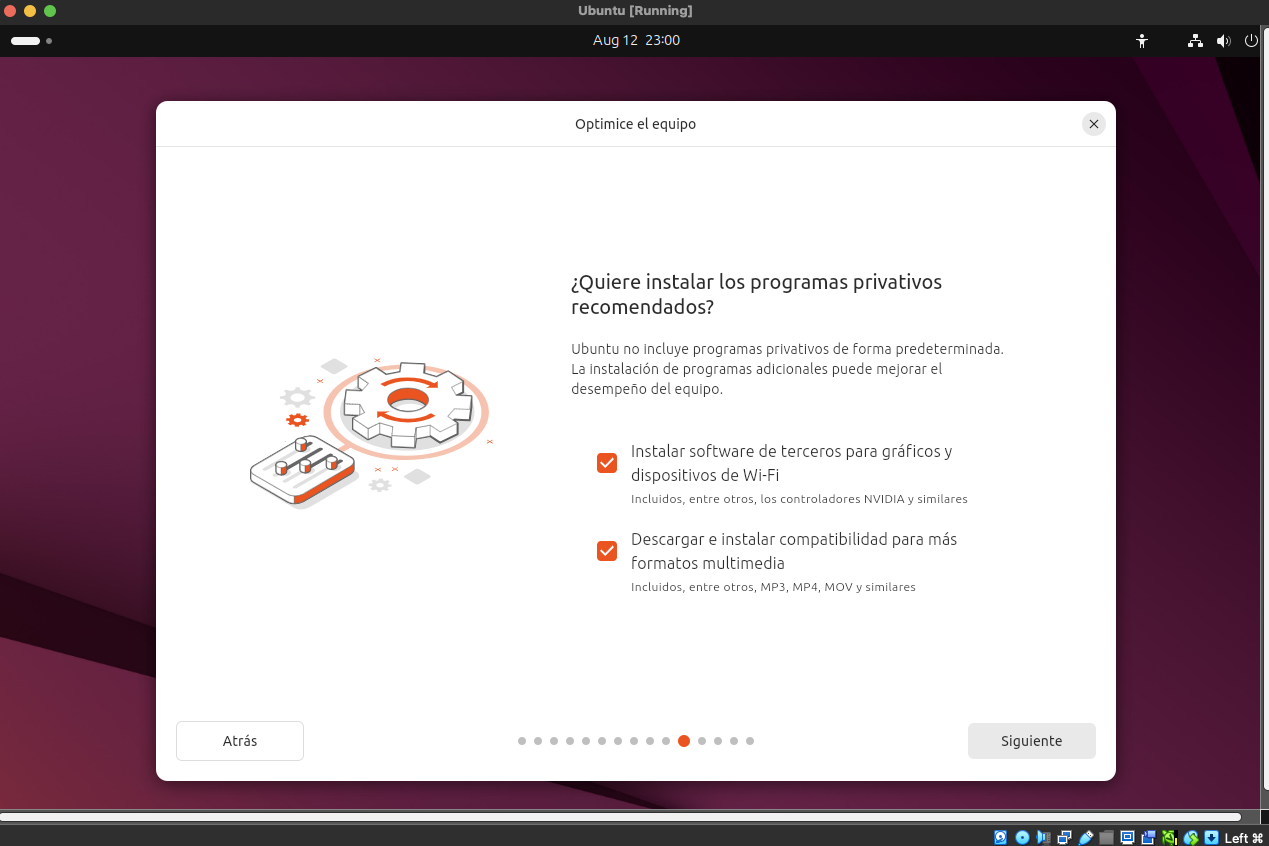 Ubuntu [Running]
Aug 12 23:00
Optimice el equipo
¿Quiere instalar los programas privativos
recomendados?
Ubuntu no incluye programas privativos de forma predeterminada.
La instalación de programas adicionales puede mejorar el
desempeño del equipo.
Instalar software de terceros para gráficos y
dispositivos de Wi-Fi
Incluidos, entre otros, los controladores NVIDIA y similares
Descargar e instalar compatibilidad para más
formatos multimedia
Incluidos, entre otros, MP3, MP4, MOV y similares
Atrás
Siguiente
Left ⌘